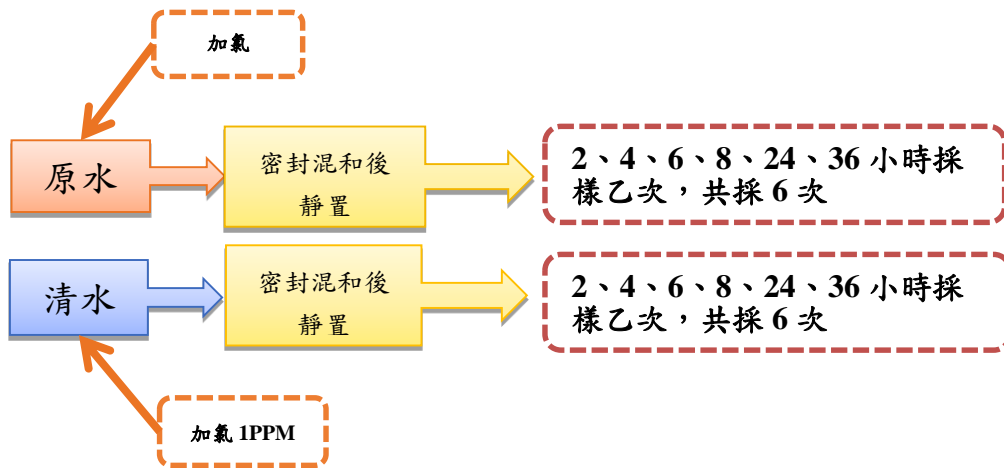 加氯
原水
密封混和後
靜置
2、4、6、8、24、36 小時採
樣乙次，共採 6 次
清水
密封混和後
靜置
2、4、6、8、24、36 小時採
樣乙次，共採 6 次
加氯 1PPM